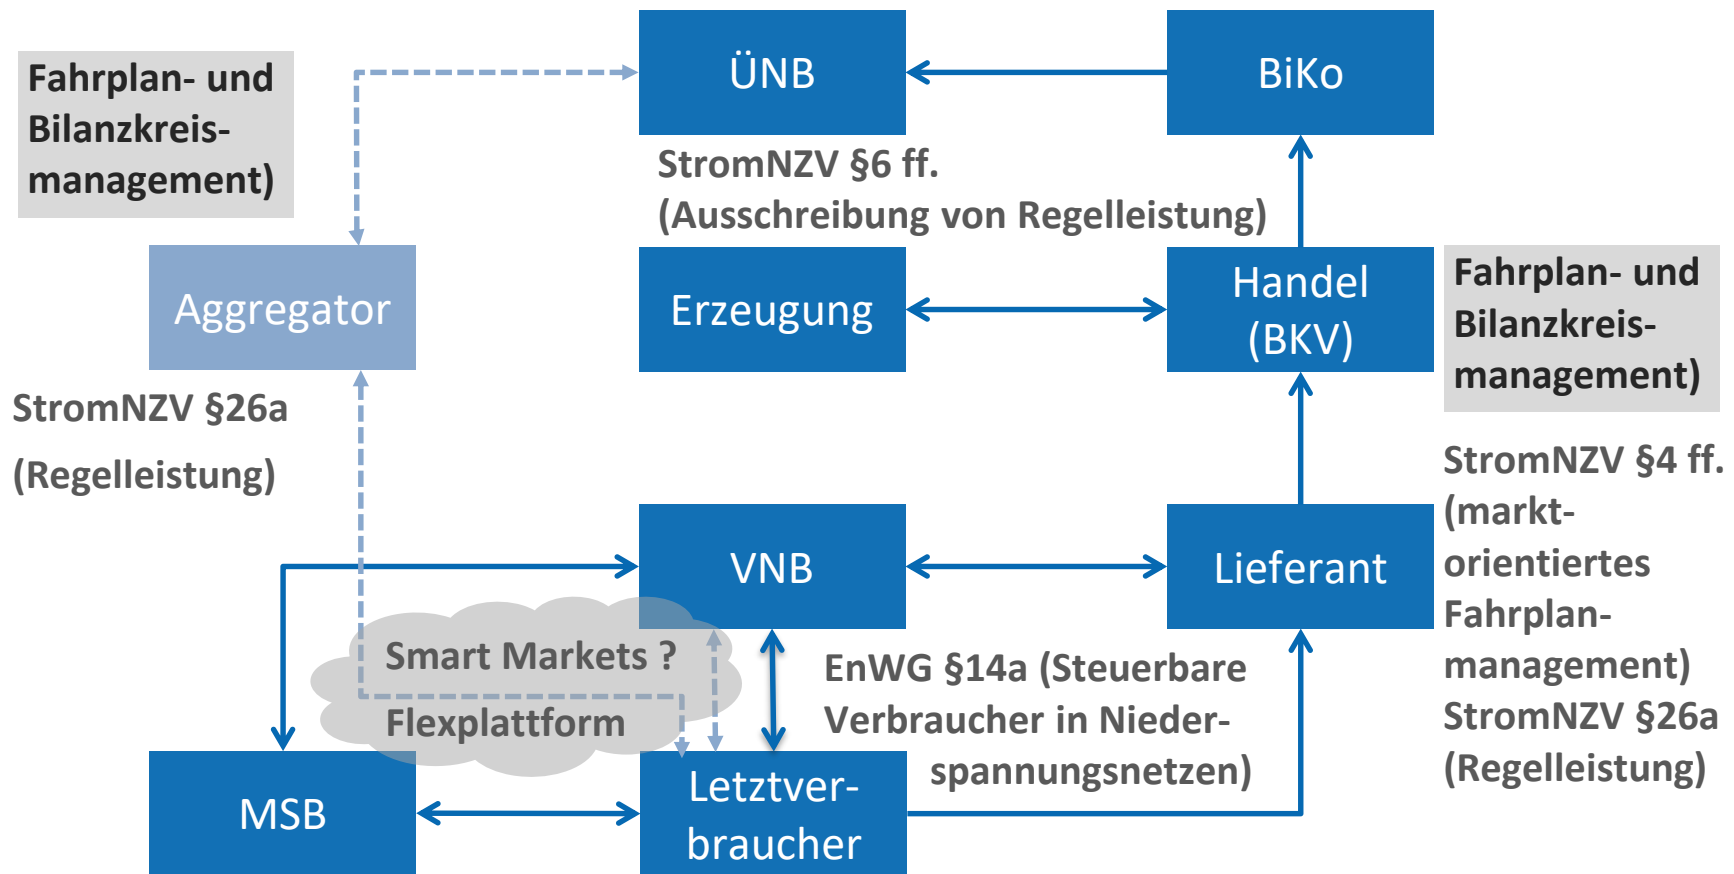 Fahrplan- und
Bilanzkreis-
management)
ÜNB
BiKo
StromNZV §6 ff.
(Ausschreibung von Regelleistung)
Aggregator
Erzeugung
Handel
(BKV)
Fahrplan- und
Bilanzkreis-
management)
StromNZV §26a
(Regelleistung)
StromNZV §4 ff.
(markt-
orientiertes
Fahrplan-
management)
StromNZV §26a
(Regelleistung)
VNB
Lieferant
Smart Markets ?
Flexplattform
EnWG §14a (Steuerbare
Verbraucher in Nieder-
spannungsnetzen)
MSB
Letztver-
braucher